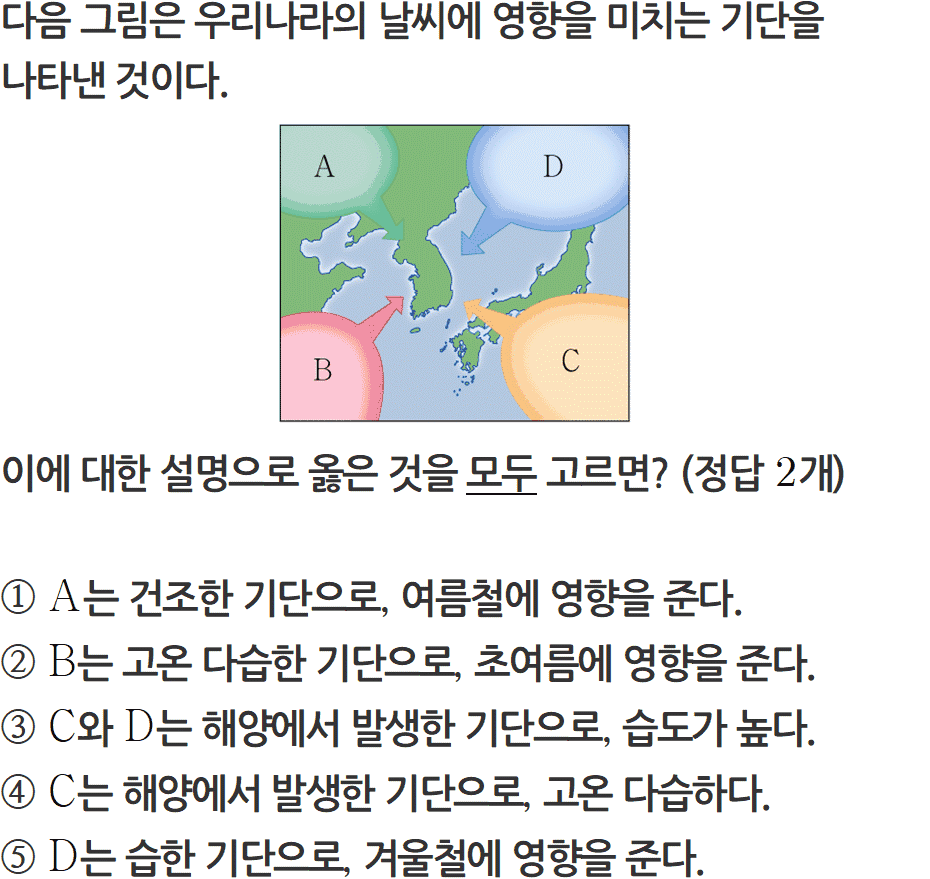 다음 그림은 우리나라의 날씨에 영향을 미치는 기단을
나타낸 것이다.
A
D
B
C
이에 대한 설명으로 옳은 것을 모두 고르면? (정답 2개)
① A는 건조한 기단으로, 여름철에 영향을 준다.
② B는 고온 다습한 기단으로, 초여름에 영향을 준다.
③ C와 D는 해양에서 발생한 기단으로, 습도가 높다.
④ C는 해양에서 발생한 기단으로, 고온 다습하다.
⑤ D는 습한 기단으로, 겨울철에 영향을 준다.